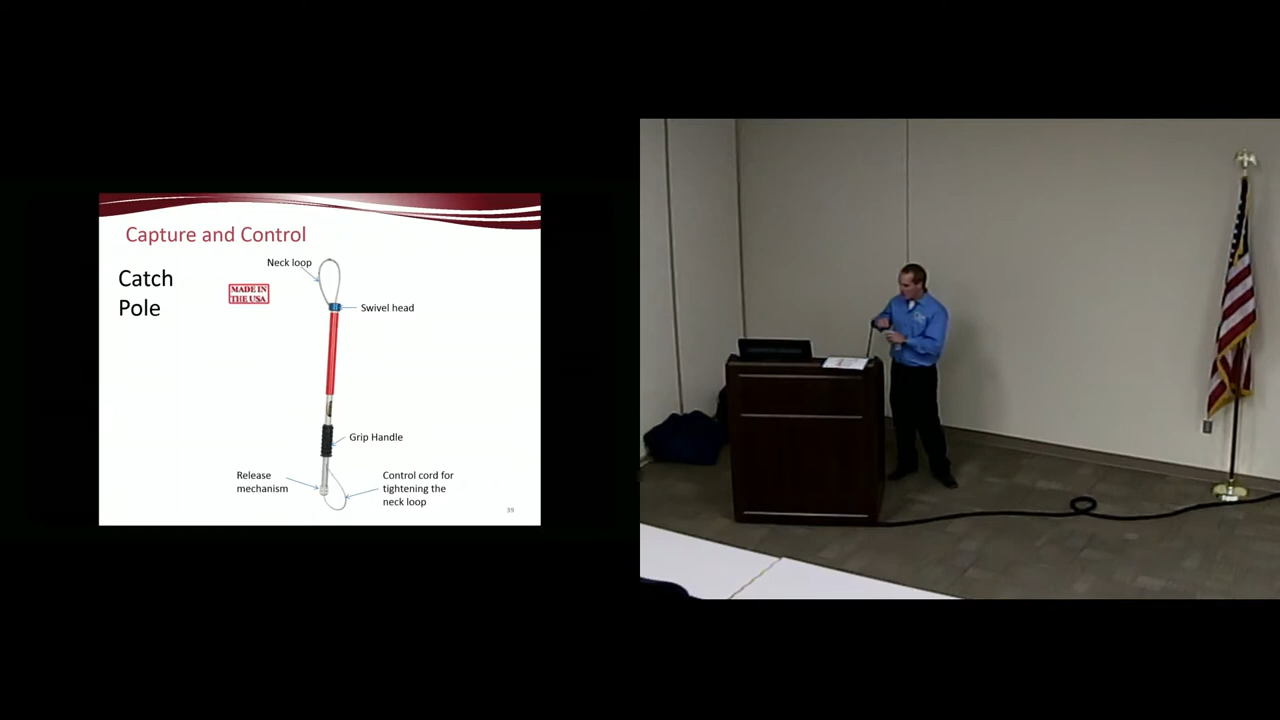 Capture and Control
Catch
Pole
MADE IN
THE USA
Neck loop
Swivel head
Grip Handle
Release
mechanism
Control cord for
tightening the
neck loop
39